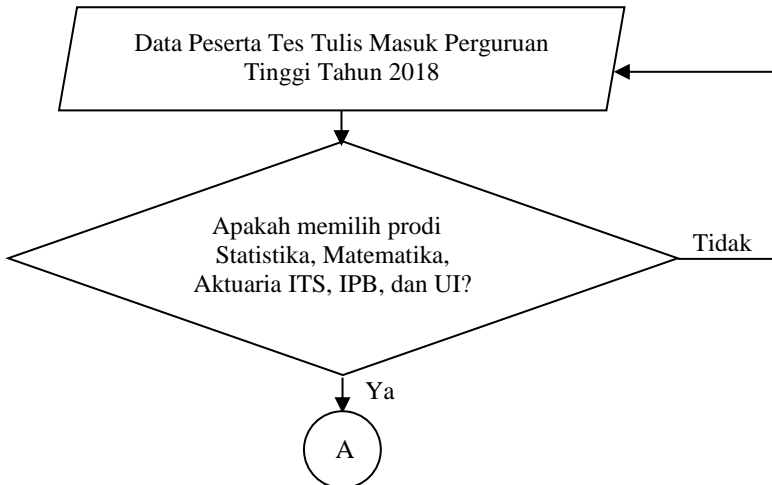 Data Peserta Tes Tulis Masuk Perguruan
Tinggi Tahun 2018
Apakah memilih prodi
Statistika, Matematika,
Aktuaria ITS, IPB, dan UI?
Tidak
Ya
A